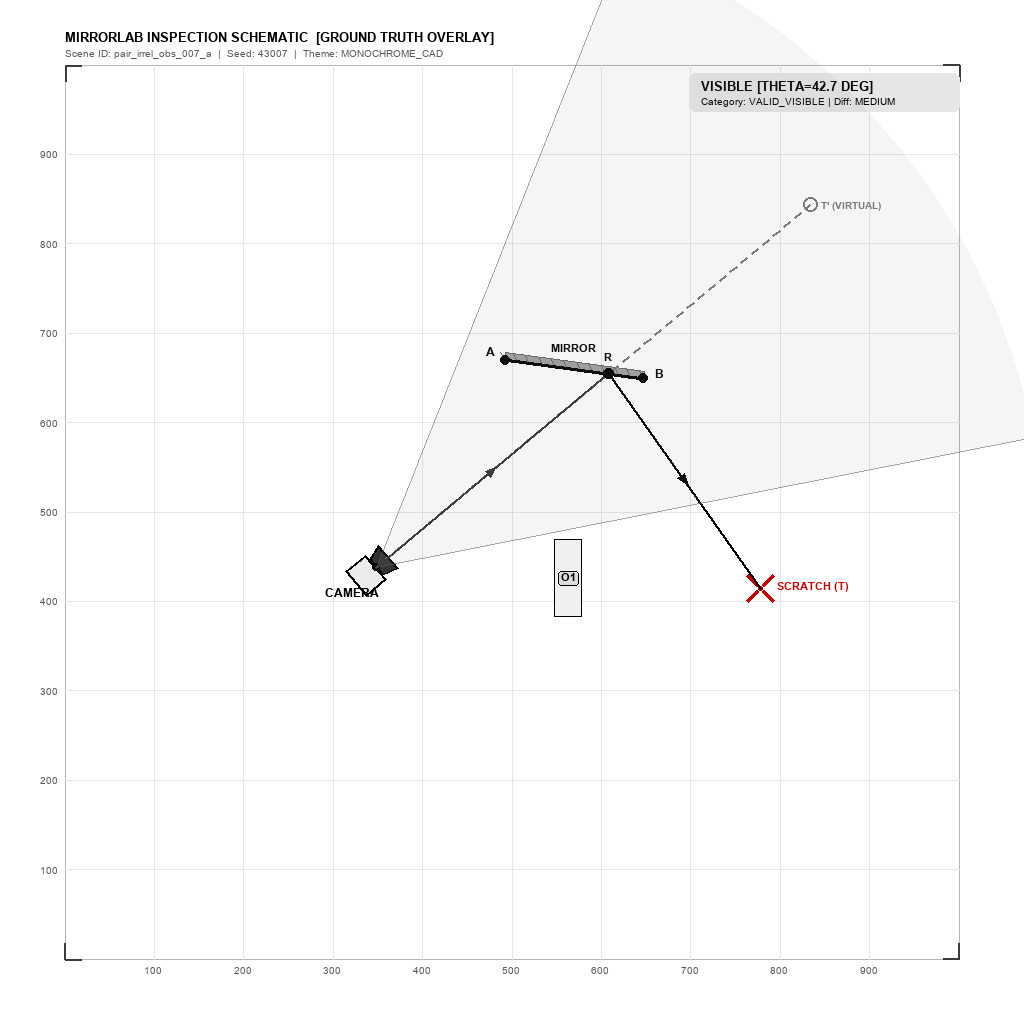 MIRRORLAB INSPECTION SCHEMATIC [GROUND TRUTH OVERLAY]
Scene ID: pair_irrel_obs_007_a | Seed: 43007 | Theme: MONOCHROME_CAD
VISIBLE [THETA=42.7 DEG]
Category: VALID_VISIBLE | Diff: MEDIUM
900
T' (VIRTUAL)
800
700
A
MIRROR
R
B
600
500
O1
SCRATCH (T)
CAMERA
400
300
200
100
100 200 300 400 500 600 700 800 900